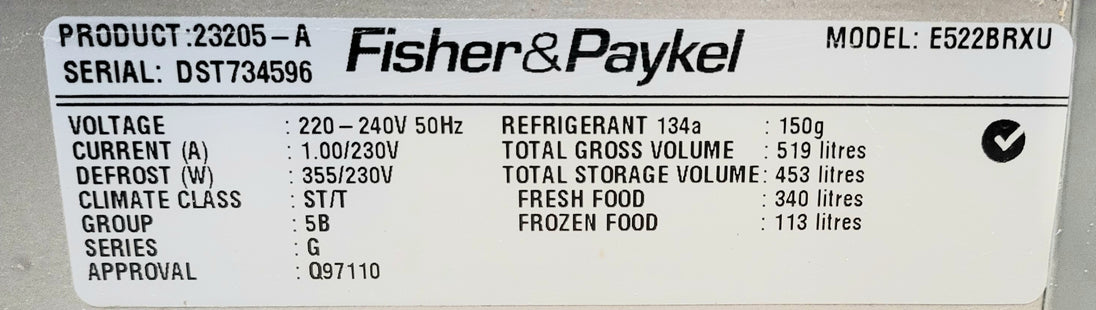 PRODUCT:23205-A
SERIAL: DST734596
Fisher&Paykel
MODEL: E522BRXU
VOLTAGE : 220-240V 50Hz
CURRENT (A) : 1.00/230V
DEFROST (W) : 355/230V
CLIMATE CLASS : ST/T
GROUP : 5B
SERIES : G
APPROVAL : Q97110
REFRIGERANT 134a : 150g
TOTAL GROSS VOLUME : 519 litres
TOTAL STORAGE VOLUME: 453 litres
FRESH FOOD : 340 litres
FROZEN FOOD : 113 litres